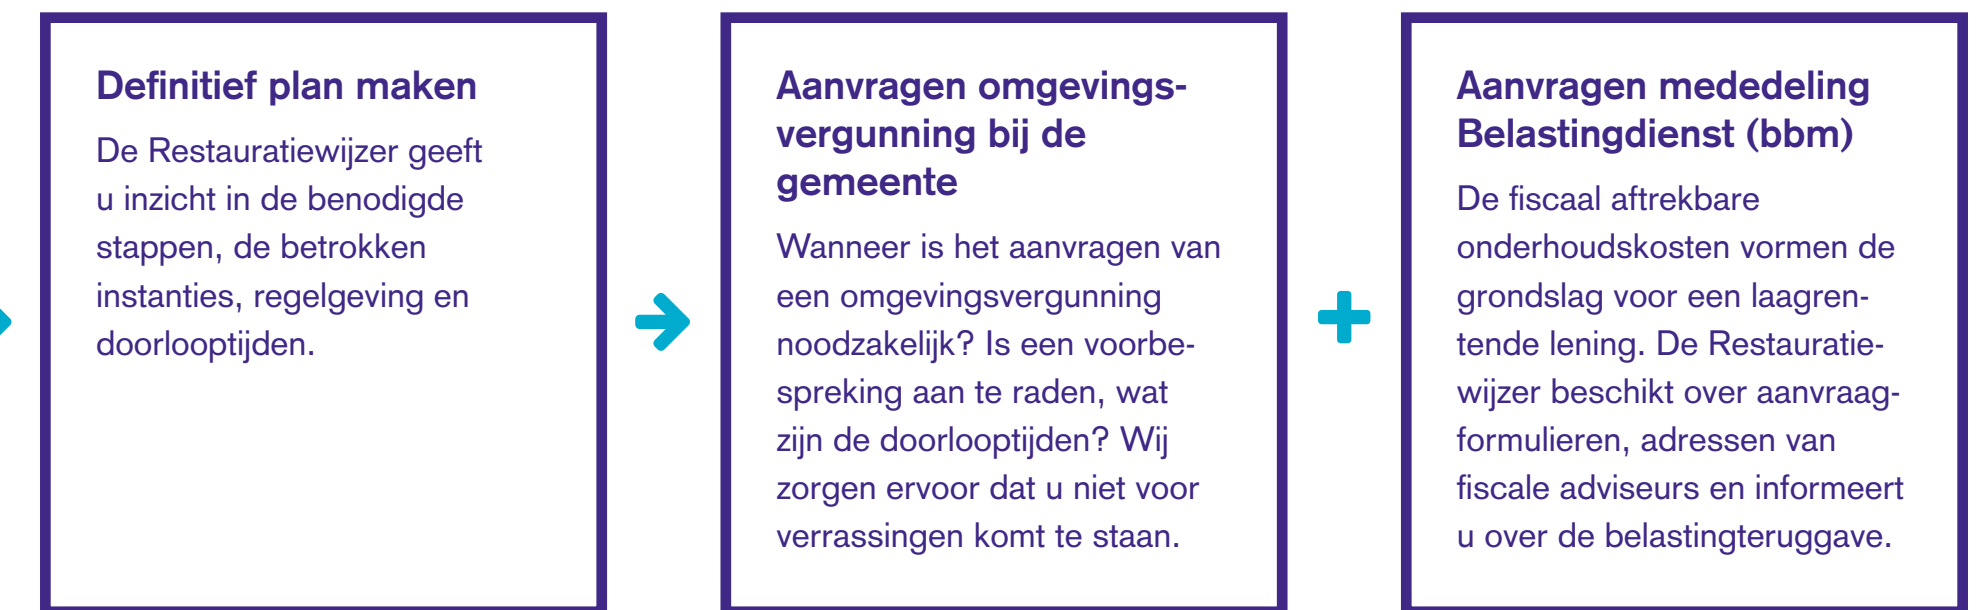 Definitief plan maken
De Restauratiewijzer geeft
u inzicht in de benodigde
stappen, de betrokken
instanties, regelgeving en
doorlooptijden.
Aanvragen omgevings-
vergunning bij de
gemeente
Wanneer is het aanvragen van
een omgevingsvergunning
noodzakelijk? Is een voorbe-
spreking aan te raden, wat
zijn de doorlooptijden? Wij
zorgen ervoor dat u niet voor
verrassingen komt te staan.
Aanvragen mededeling
Belastingdienst (bbm)
De fiscaal aftrekbare
onderhoudskosten vormen de
grondslag voor een laagren-
tende lening. De Restauratie-
wijzer beschikt over aanvraag-
formulieren, adressen van
fiscale adviseurs en informeert
u over de belastingteruggave.